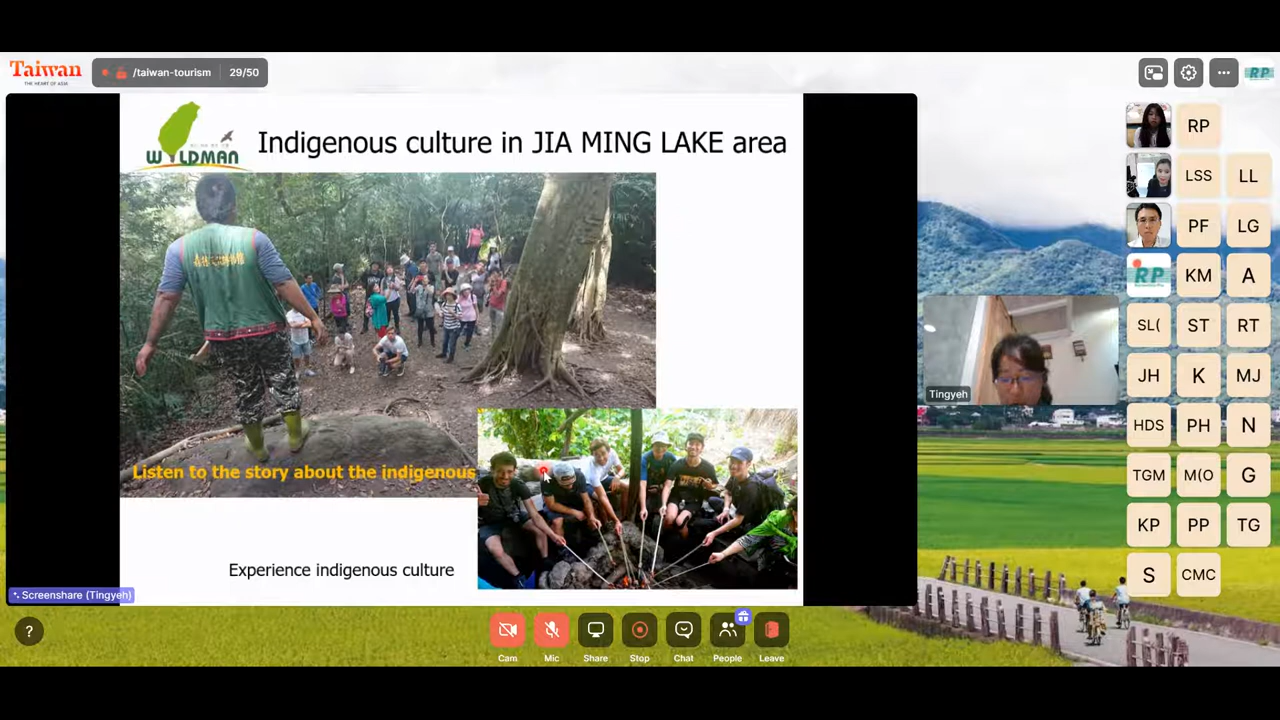 Taiwan
THE HEART OF ASIA
/taiwan-tourism
29/50
RP
WILDMAN
Indigenous culture in JIA MING LAKE area
Listen to the story about the indigenous
Experience indigenous culture
Screenshare (Tingyeh)
Tingyeh
RP
LSS
LL
PF
LG
RP
KM
A
SL(
ST
RT
JH
K
MJ
HDS
PH
N
TGM
M(O
G
KP
PP
TG
S
CMC
?
Cam
Mic
Share
Stop
Chat
People
Leave